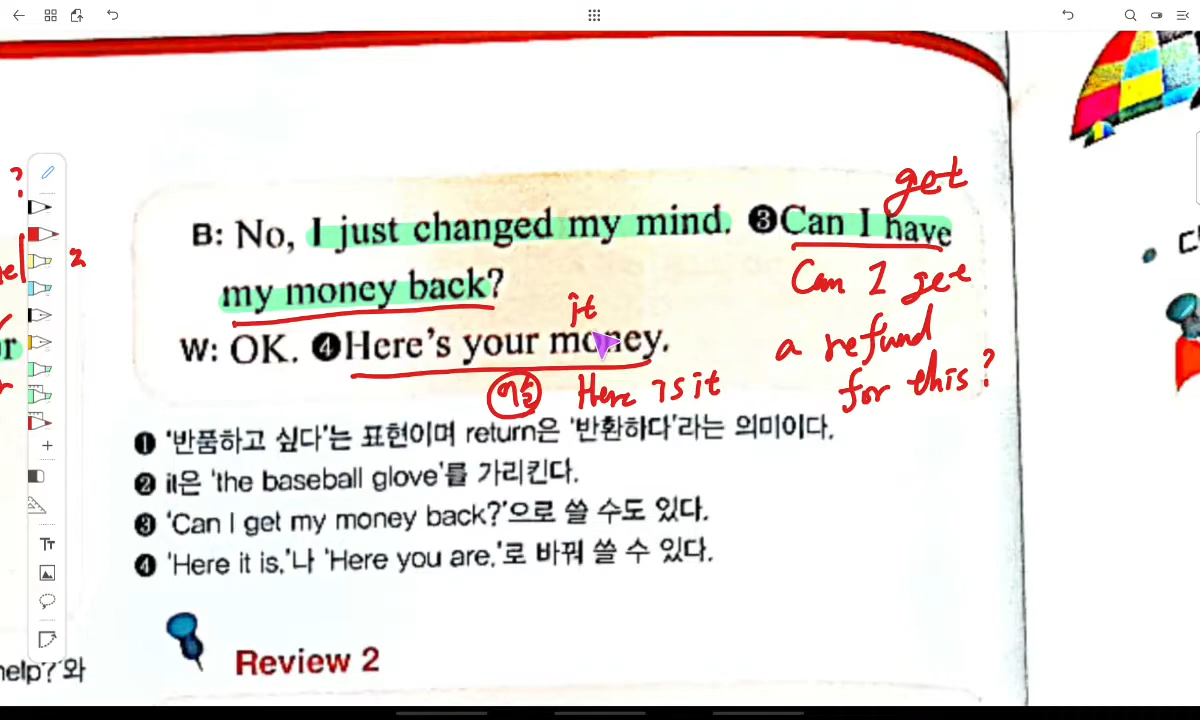 ?
get
B: No, I just changed my mind. ❸Can I have
el
2
Can I get
my money back?
it
W: OK. ❹Here's your money.
a refund
Here is it
for this?
❶ '반품하고 싶다'는 표현이며 return은 '반환하다'라는 의미이다.
❷ it은 'the baseball glove'를 가리킨다.
❸ 'Can I get my money back?'으로 쓸 수도 있다.
❹ 'Here it is.'나 'Here you are.'로 바꿔 쓸 수 있다.
Tт
Review 2
help?'와